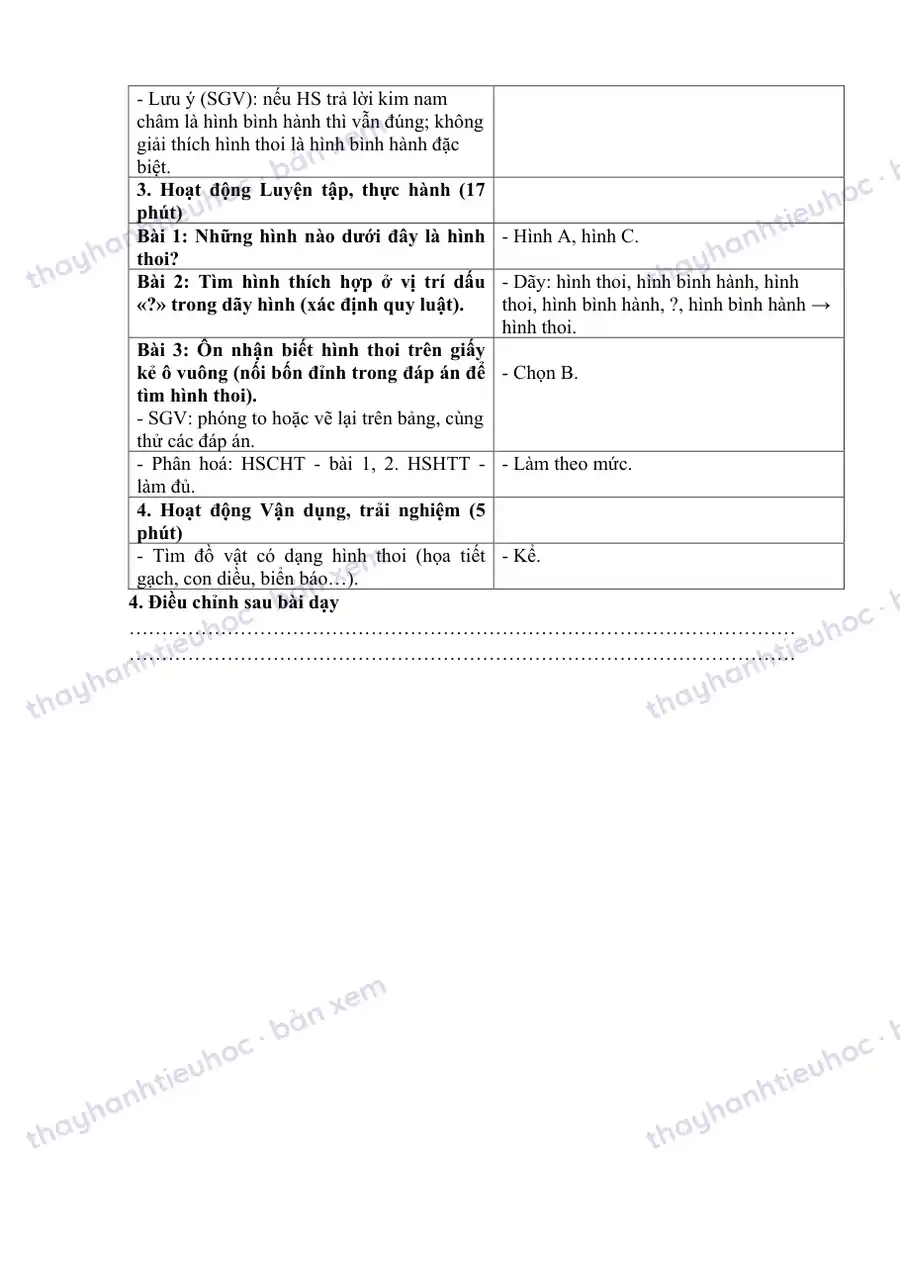 - Lưu ý (SGV): nếu HS trả lời kim nam
châm là hình bình hành thì vẫn đúng; không
giải thích hình thoi là hình bình hành đặc
biệt.
3. Hoạt động Luyện tập, thực hành (17
phút)
Bài 1: Những hình nào dưới đây là hình
thoi?
- Hình A, hình C.
Bài 2: Tìm hình thích hợp ở vị trí dấu
«?» trong dãy hình (xác định quy luật).
- Dãy: hình thoi, hình bình hành, hình
thoi, hình bình hành, ?, hình bình hành →
hình thoi.
Bài 3: Ôn nhận biết hình thoi trên giấy
kẻ ô vuông (nối bốn đỉnh trong đáp án để
tìm hình thoi).
- SGV: phóng to hoặc vẽ lại trên bảng, cùng
thử các đáp án.
- Chọn B.
- Phân hoá: HSCHT - bài 1, 2. HSHTT -
làm đủ.
- Làm theo mức.
4. Hoạt động Vận dụng, trải nghiệm (5
phút)
- Tìm đồ vật có dạng hình thoi (họa tiết
gạch, con diều, biển báo…).
- Kể.
4. Điều chỉnh sau bài dạy
……………………………………………………………………………………
……………………………………………………………………………………
thayhanhtieuhoc · bản xem
thayhanhtieuhoc · b
thayhanhtieuhoc · bản xem
thayhanhtieuhoc · b
thayhanhtieuhoc · bản xem
thayhanhtieuhoc · b